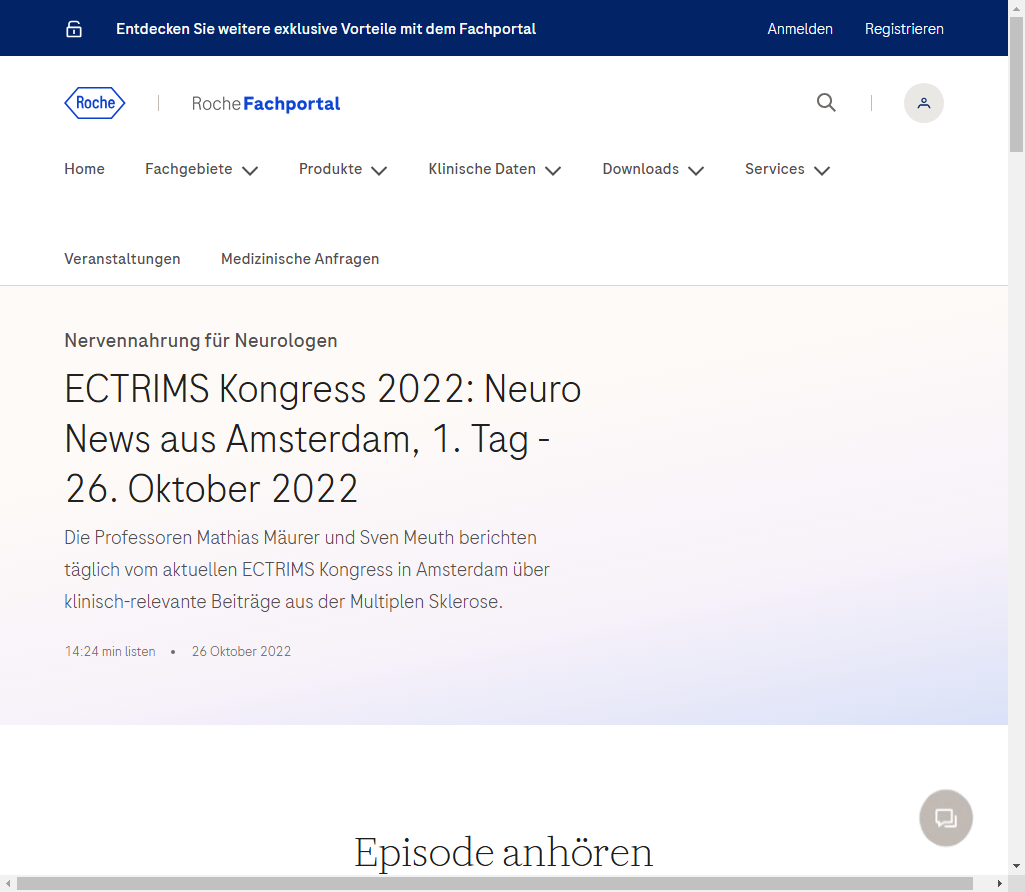 Entdecken Sie weitere exklusive Vorteile mit dem Fachportal
Anmelden
Registrieren
Roche
Roche Fachportal
Home
Fachgebiete
Produkte
Klinische Daten
Downloads
Services
Veranstaltungen
Medizinische Anfragen
Nervennahrung für Neurologen
ECTRIMS Kongress 2022: Neuro
News aus Amsterdam, 1. Tag -
26. Oktober 2022
Die Professoren Mathias Mäurer und Sven Meuth berichten
täglich vom aktuellen ECTRIMS Kongress in Amsterdam über
klinisch-relevante Beiträge aus der Multiplen Sklerose.
14:24 min listen • 26 Oktober 2022
Episode anhören